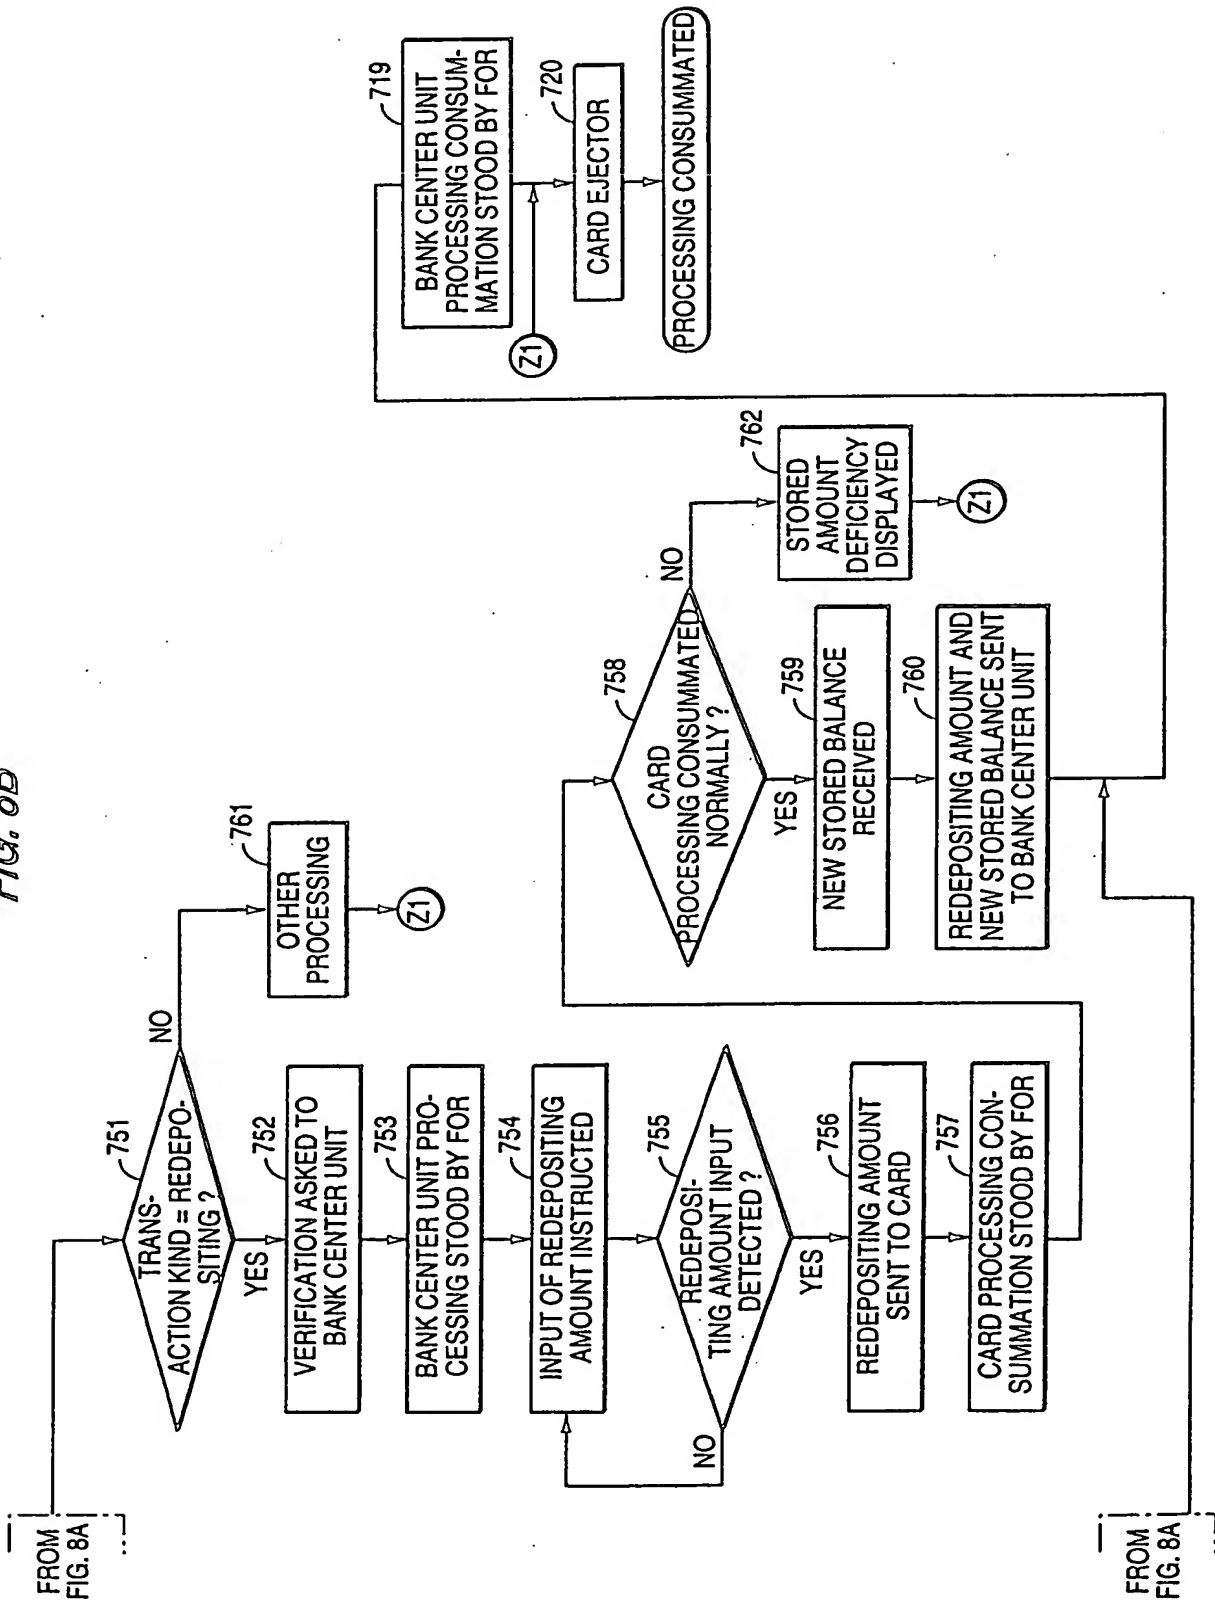 FROM
FIG. 8A
TRANS-
ACTION KIND = REDEPO-
SITING ?
751
NO
YES
OTHER
PROCESSING
761
Z1
VERIFICATION ASKED TO
BANK CENTER UNIT
752
BANK CENTER UNIT PRO-
CESSING STOOD BY FOR
753
INPUT OF REDEPOSITING
AMOUNT INSTRUCTED
754
REDEPOSI-
TING AMOUNT INPUT
DETECTED ?
755
NO
YES
REDEPOSITING AMOUNT
SENT TO CARD
756
CARD PROCESSING CON-
SUMMATION STOOD BY FOR
757
CARD
PROCESSING CONSUMMATED
NORMALLY ?
758
NO
YES
STORED
AMOUNT
DEFICIENCY
DISPLAYED
762
Z1
NEW STORED BALANCE
RECEIVED
759
REDEPOSITING AMOUNT AND
NEW STORED BALANCE SENT
TO BANK CENTER UNIT
760
FROM
FIG. 8A
BANK CENTER UNIT
PROCESSING CONSUM-
MATION STOOD BY FOR
719
Z1
CARD EJECTOR
720
PROCESSING CONSUMMATED